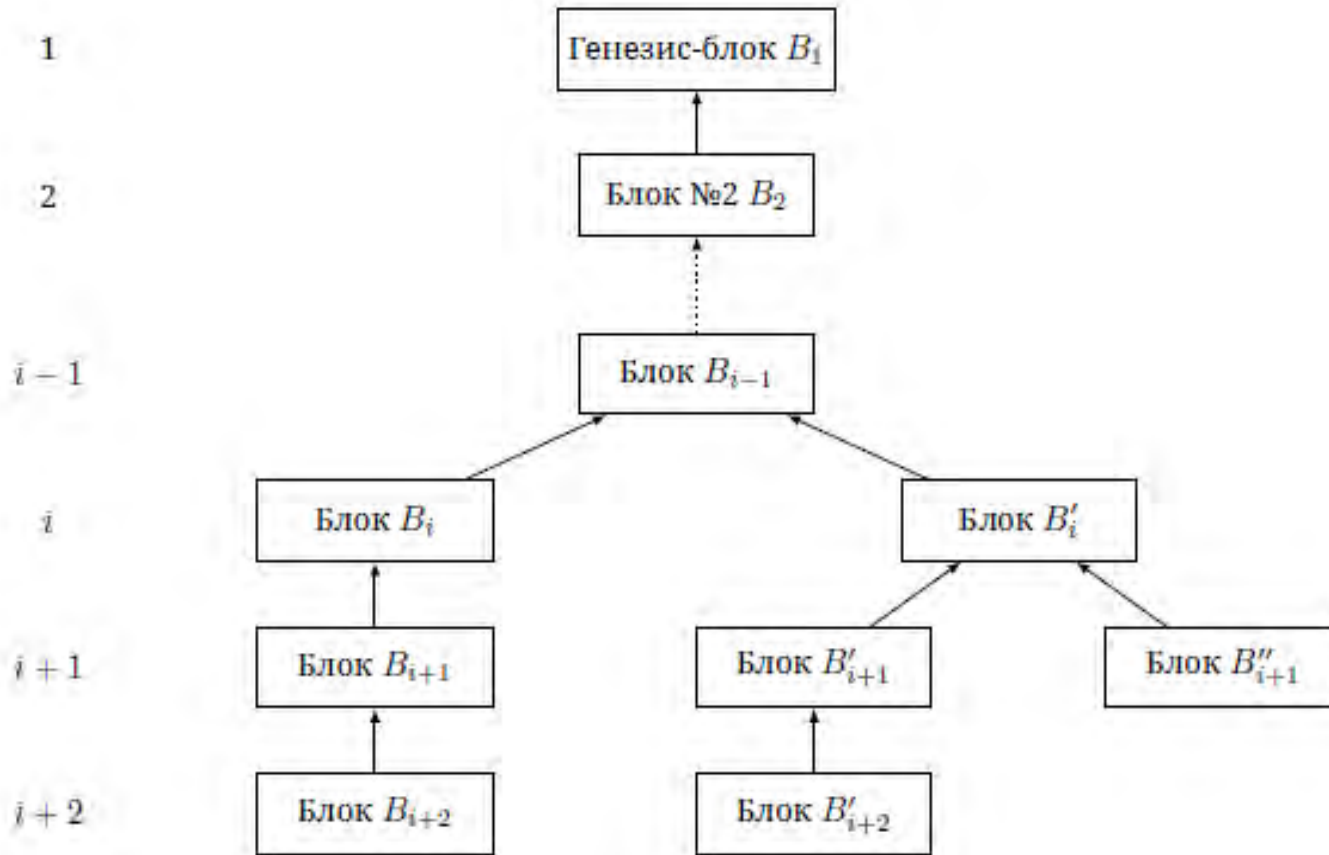 1 Генезис-блок B₁
2 Блок №2 B₂
i − 1 Блок Bᵢ₋₁
i Блок Bᵢ Блок B′ᵢ
i + 1 Блок Bᵢ₊₁ Блок B′ᵢ₊₁ Блок B″ᵢ₊₁
i + 2 Блок Bᵢ₊₂ Блок B′ᵢ₊₂